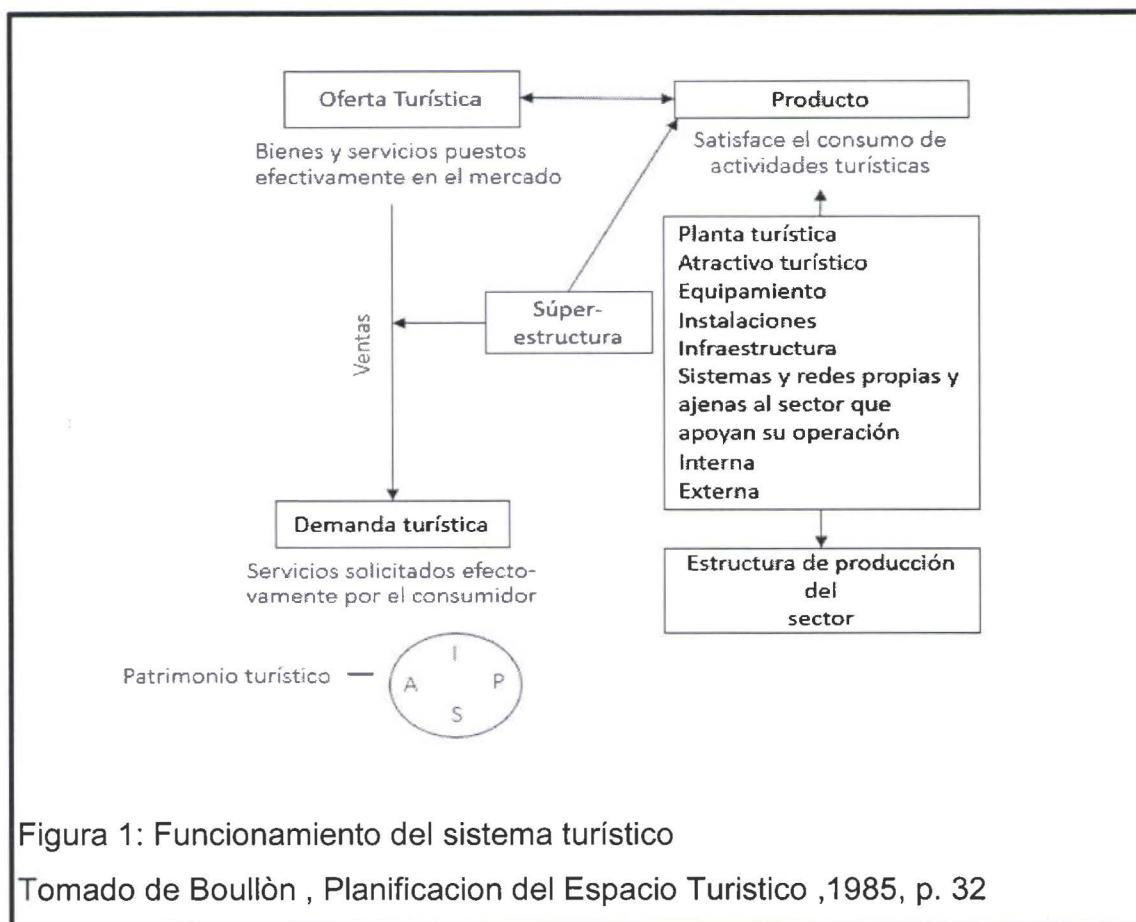 Oferta Turística
Bienes y servicios puestos
efectivamente en el mercado
Producto
Satisface el consumo de
actividades turísticas
Planta turística
Atractivo turístico
Equipamiento
Instalaciones
Infraestructura
Sistemas y redes propias y
ajenas al sector que
apoyan su operación
Interna
Externa
Súper-
estructura
Ventas
Demanda turística
Servicios solicitados efecto-
vamente por el consumidor
Estructura de producción
del
sector
Patrimonio turístico —
I
A P
S
Figura 1: Funcionamiento del sistema turístico
Tomado de Boullòn , Planificacion del Espacio Turistico ,1985, p. 32